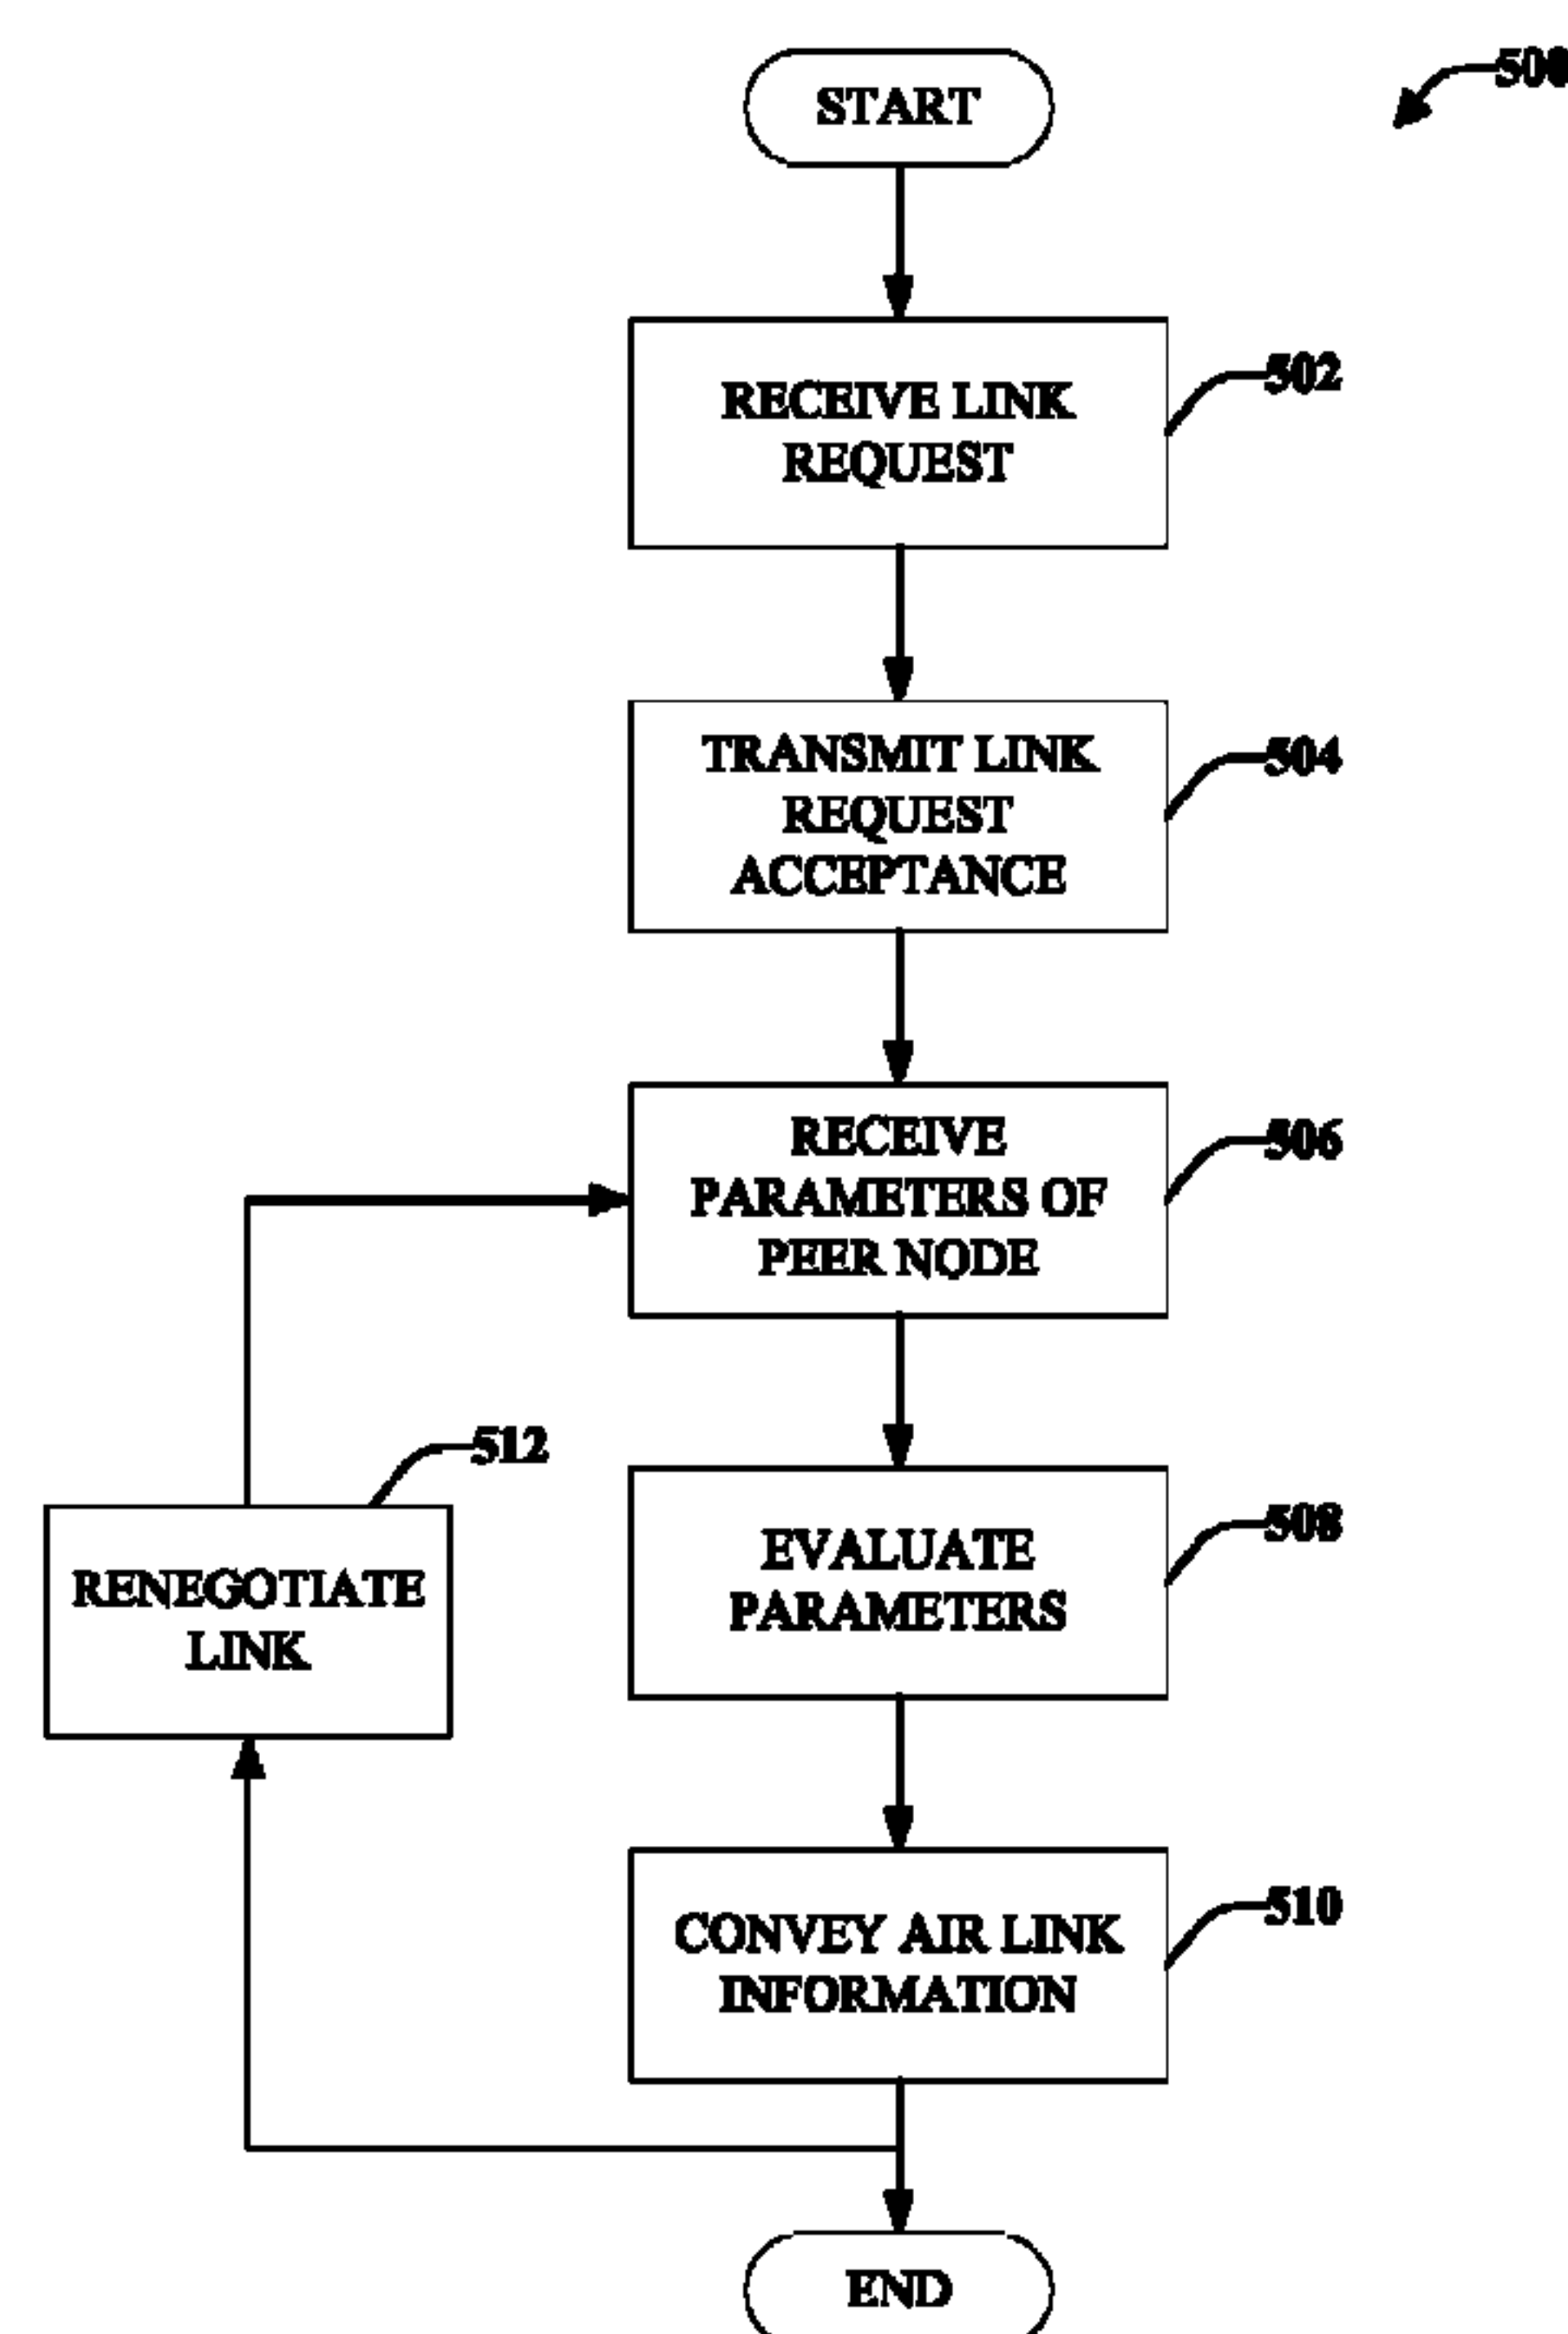 START
500
RECEIVE LINK
REQUEST
502
TRANSMIT LINK
REQUEST
ACCEPTANCE
504
RECEIVE
PARAMETERS OF
PEER NODE
506
512
RENEGOTIATE
LINK
EVALUATE
PARAMETERS
508
CONVEY AIR LINK
INFORMATION
510
END